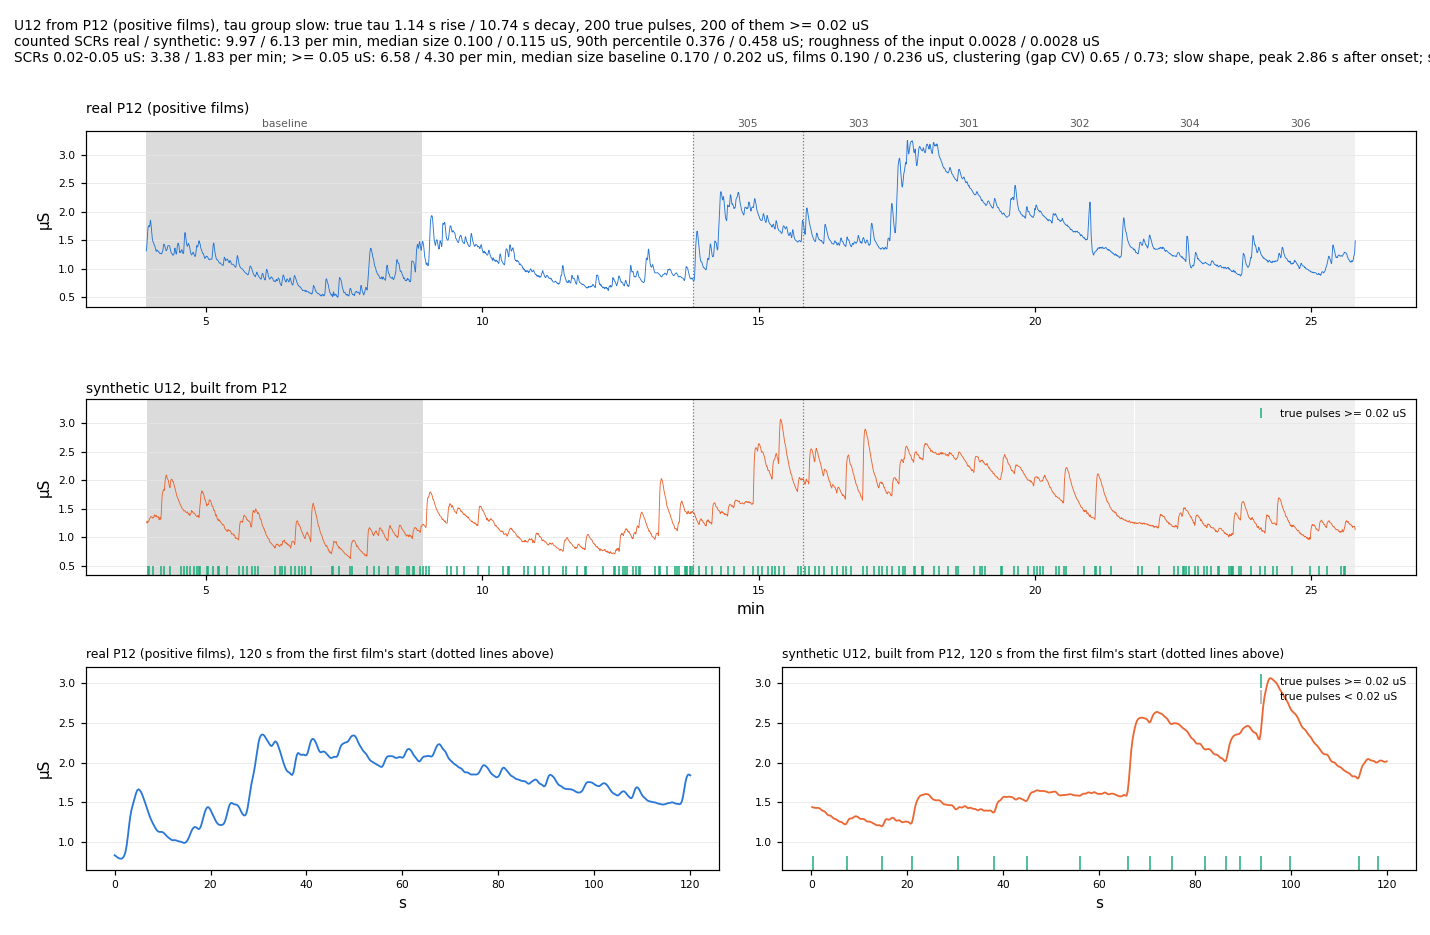 U12 from P12 (positive films), tau group slow: true tau 1.14 s rise / 10.74 s decay, 200 true pulses, 200 of them >= 0.02 uS
counted SCRs real / synthetic: 9.97 / 6.13 per min, median size 0.100 / 0.115 uS, 90th percentile 0.376 / 0.458 uS; roughness of the input 0.0028 / 0.0028 uS
SCRs 0.02-0.05 uS: 3.38 / 1.83 per min; >= 0.05 uS: 6.58 / 4.30 per min, median size baseline 0.170 / 0.202 uS, films 0.190 / 0.236 uS, clustering (gap CV) 0.65 / 0.73; slow shape, peak 2.86 s after onset;
real P12 (positive films)
baseline 305 303 301 302 304 306
3.0
2.5
2.0
1.5
1.0
0.5
µS
5 10 15 20 25
synthetic U12, built from P12
true pulses >= 0.02 uS
3.0
2.5
2.0
1.5
1.0
0.5
µS
5 10 15 20 25
min
real P12 (positive films), 120 s from the first film's start (dotted lines above)
3.0
2.5
2.0
1.5
1.0
µS
0 20 40 60 80 100 120
s
synthetic U12, built from P12, 120 s from the first film's start (dotted lines above)
true pulses >= 0.02 uS
true pulses < 0.02 uS
3.0
2.5
2.0
1.5
1.0
0 20 40 60 80 100 120
s